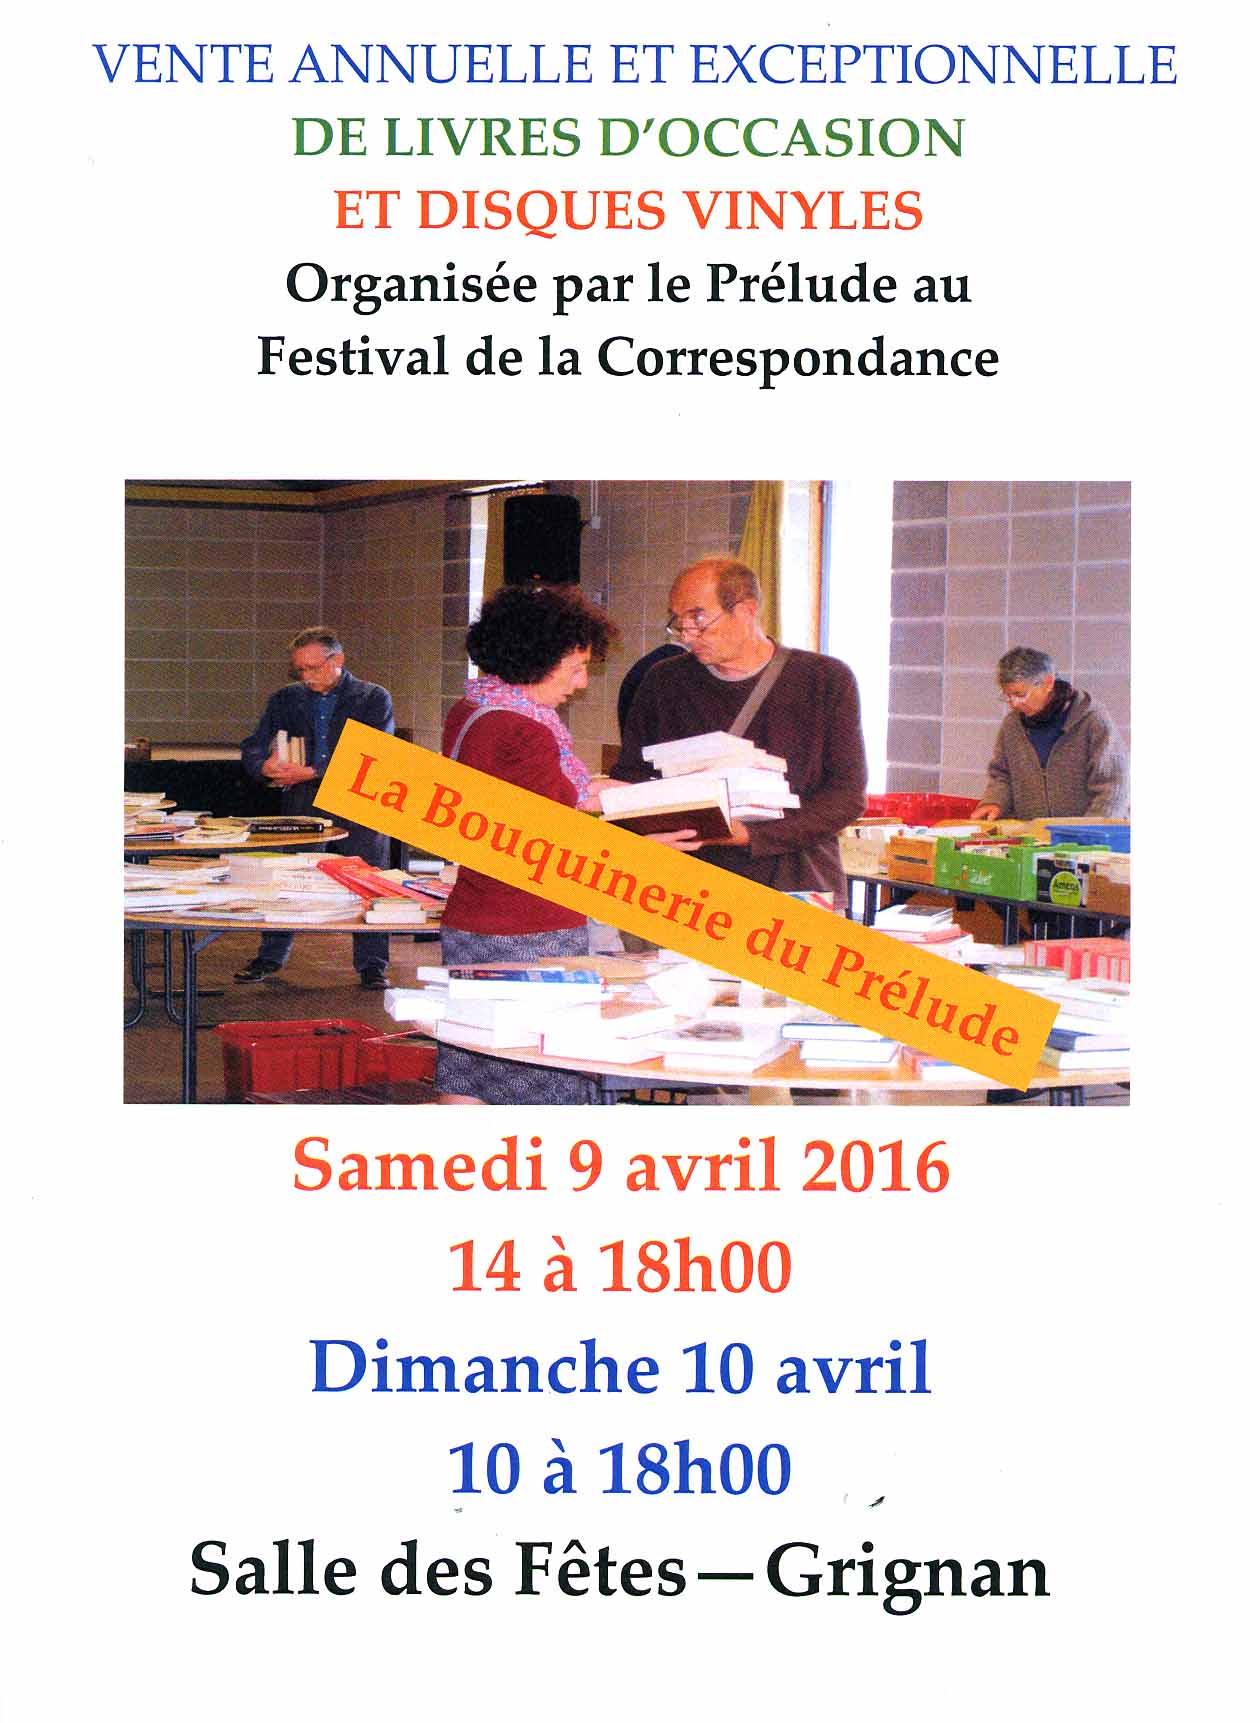 VENTE ANNUELLE ET EXCEPTIONNELLE
DE LIVRES D'OCCASION
ET DISQUES VINYLES
Organisée par le Prélude au
Festival de la Correspondance
La Bouquinerie du Prélude
Samedi 9 avril 2016
14 à 18h00
Dimanche 10 avril
10 à 18h00
Salle des Fêtes—Grignan